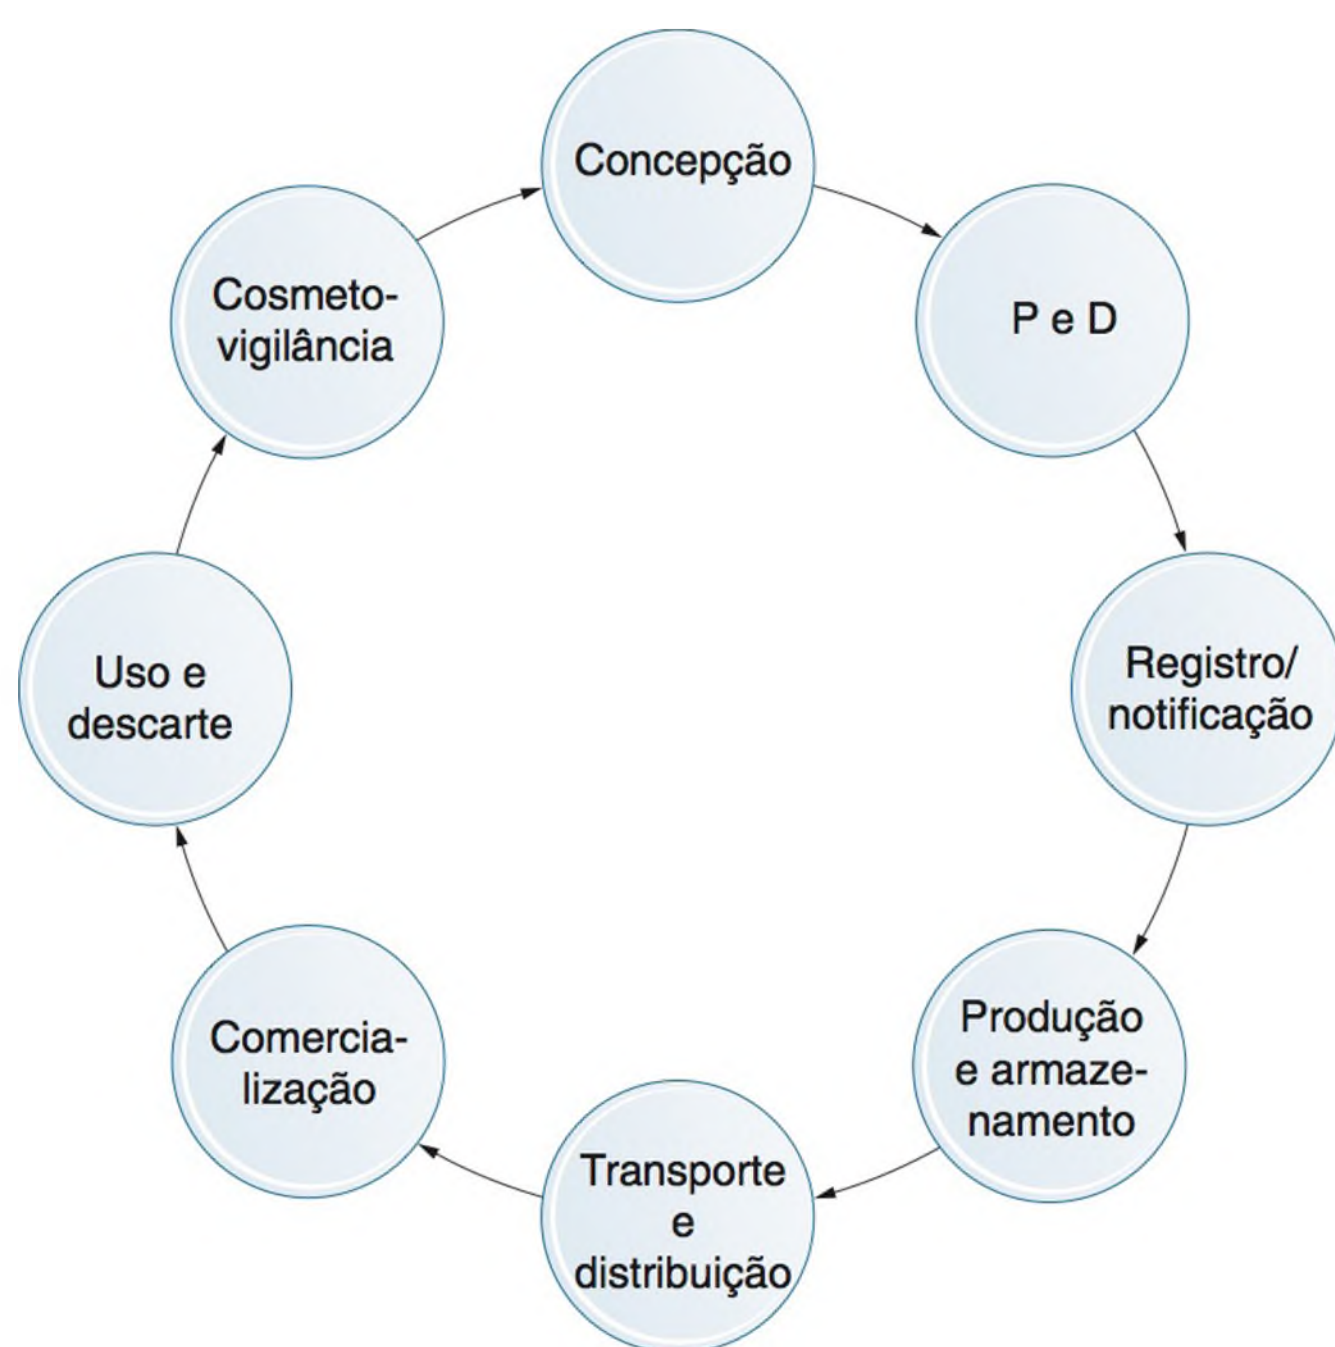 Concepção
P e D
Registro/
notificação
Produção
e armaze-
namento
Transporte
e
distribuição
Comercia-
lização
Uso e
descarte
Cosmeto-
vigilância